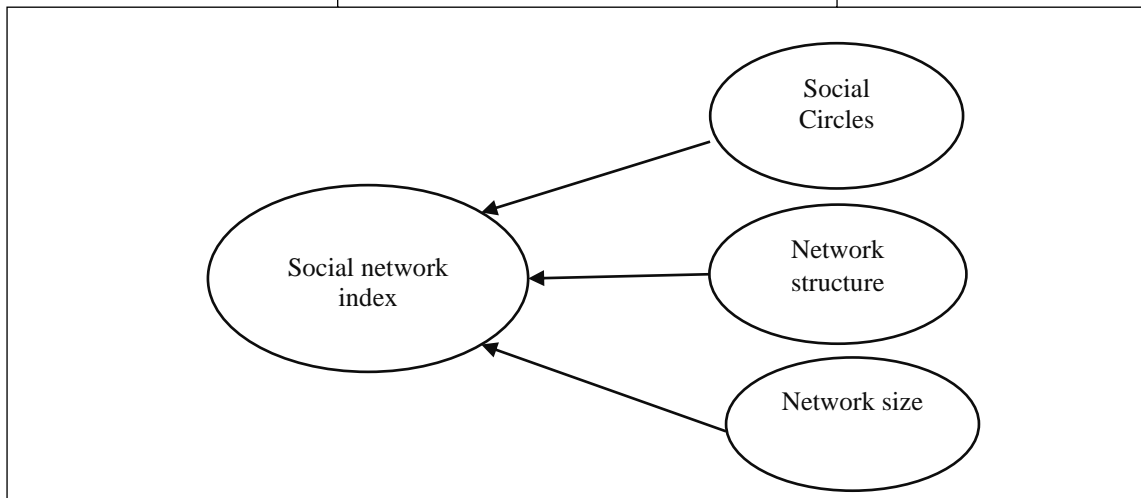 Social
Circles
Social network
index
Network
structure
Network size